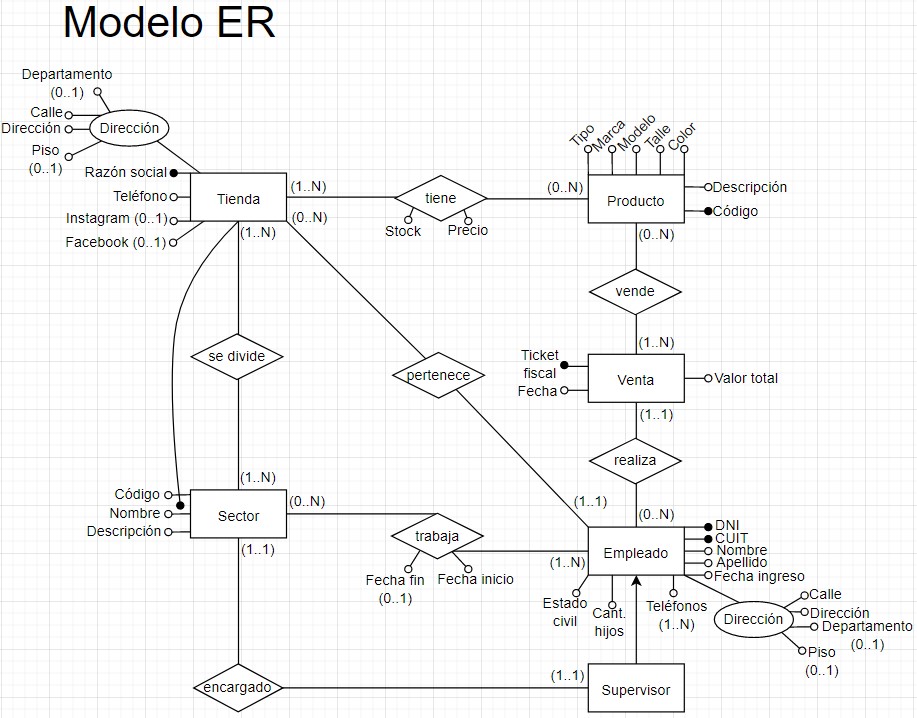 Modelo ER
Departamento
(0..1)
Calle
Dirección
Dirección
Piso
(0..1)
Razón social
Teléfono
Instagram (0..1)
Facebook (0..1)
Tienda
(1..N)
(0..N)
(1..N)
tiene
Stock
Precio
(0..N)
Tipo
Marca
Modelo
Talle
Color
Producto
Descripción
Código
(0..N)
vende
(1..N)
Ticket
fiscal
Fecha
Venta
Valor total
(1..1)
realiza
(0..N)
se divide
pertenece
(1..1)
(1..N)
Código
Nombre
Descripción
Sector
(0..N)
(1..1)
trabaja
Fecha fin
(0..1)
Fecha inicio
(1..N)
Empleado
DNI
CUIT
Nombre
Apellido
Fecha ingreso
Estado
civil
Cant.
hijos
Teléfonos
(1..N)
Dirección
Calle
Dirección
Departamento
(0..1)
Piso
(0..1)
encargado
(1..1)
Supervisor